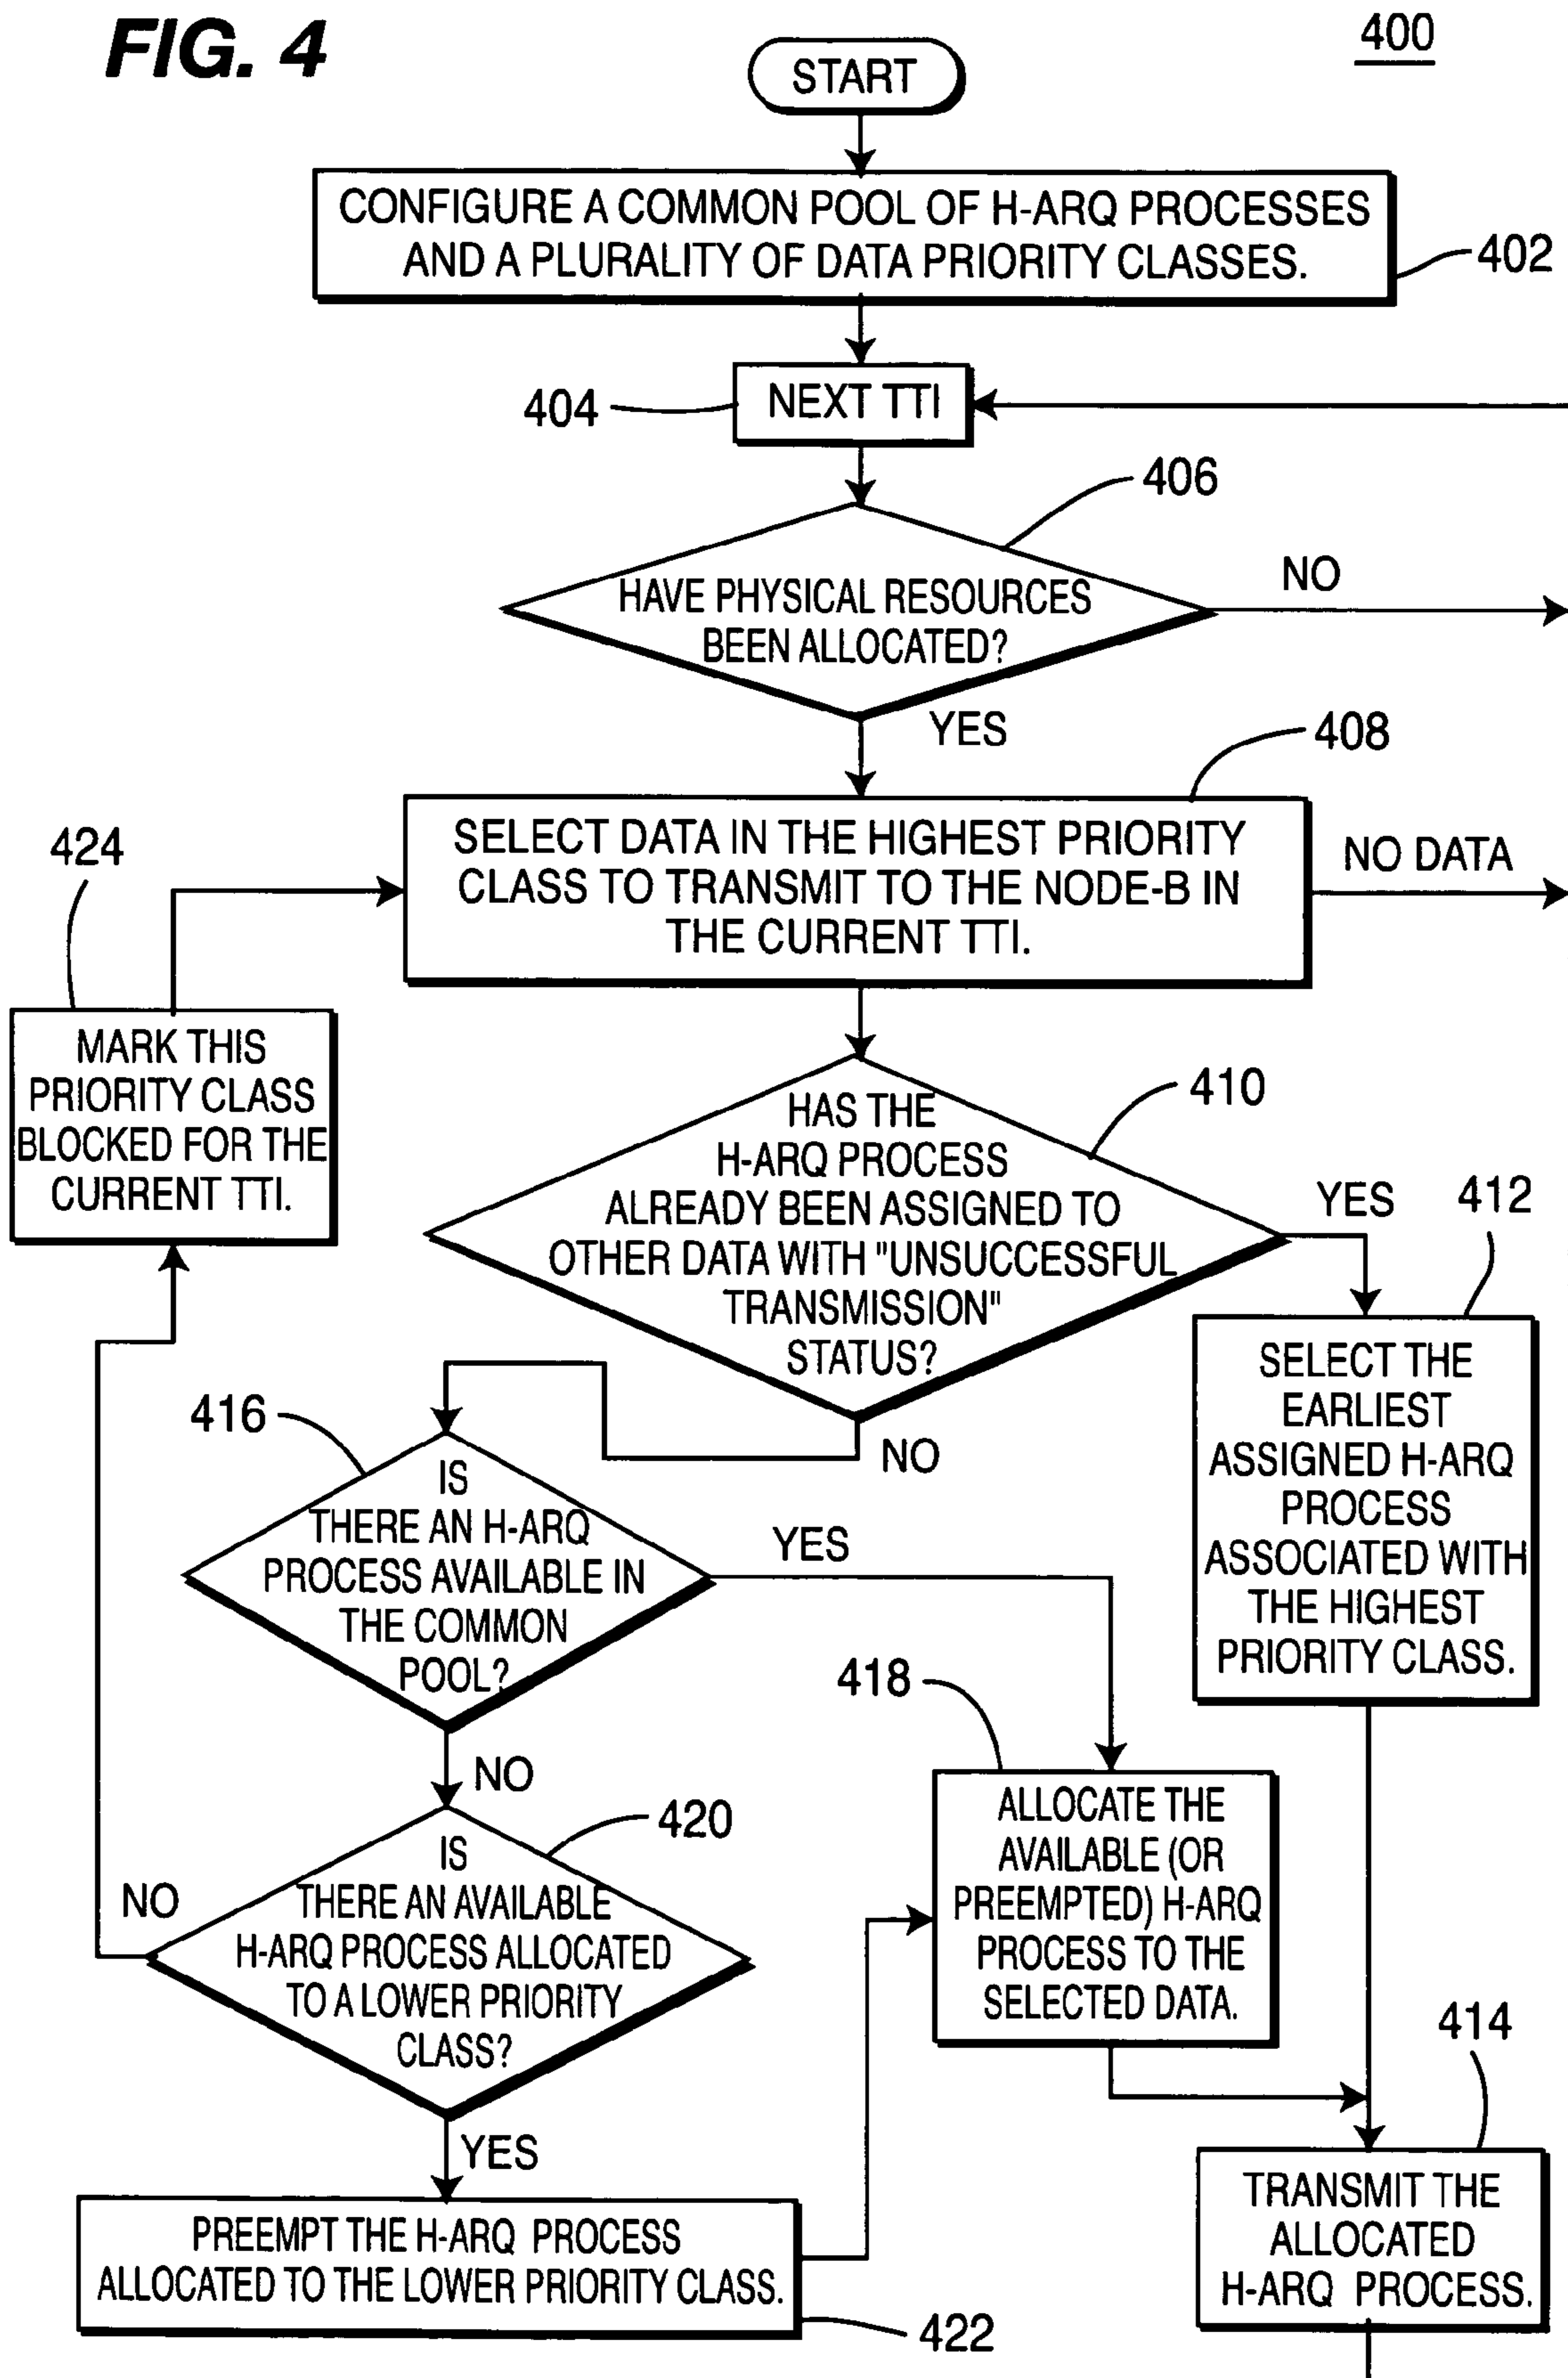 FIG. 4
400
START
CONFIGURE A COMMON POOL OF H-ARQ PROCESSES
AND A PLURALITY OF DATA PRIORITY CLASSES.
402
NEXT TTI
404
406
HAVE PHYSICAL RESOURCES
BEEN ALLOCATED?
NO
YES
408
SELECT DATA IN THE HIGHEST PRIORITY
CLASS TO TRANSMIT TO THE NODE-B IN
THE CURRENT TTI.
NO DATA
424
MARK THIS
PRIORITY CLASS
BLOCKED FOR THE
CURRENT TTI.
410
HAS THE
H-ARQ PROCESS
ALREADY BEEN ASSIGNED TO
OTHER DATA WITH "UNSUCCESSFUL
TRANSMISSION"
STATUS?
YES
412
SELECT THE
EARLIEST
ASSIGNED H-ARQ
PROCESS
ASSOCIATED WITH
THE HIGHEST
PRIORITY CLASS.
NO
416
IS
THERE AN H-ARQ
PROCESS AVAILABLE IN
THE COMMON
POOL?
YES
418
ALLOCATE THE
AVAILABLE (OR
PREEMPTED) H-ARQ
PROCESS TO THE
SELECTED DATA.
NO
420
IS
THERE AN AVAILABLE
H-ARQ PROCESS ALLOCATED
TO A LOWER PRIORITY
CLASS?
NO
YES
414
TRANSMIT THE
ALLOCATED
H-ARQ PROCESS.
PREEMPT THE H-ARQ PROCESS
ALLOCATED TO THE LOWER PRIORITY CLASS.
422